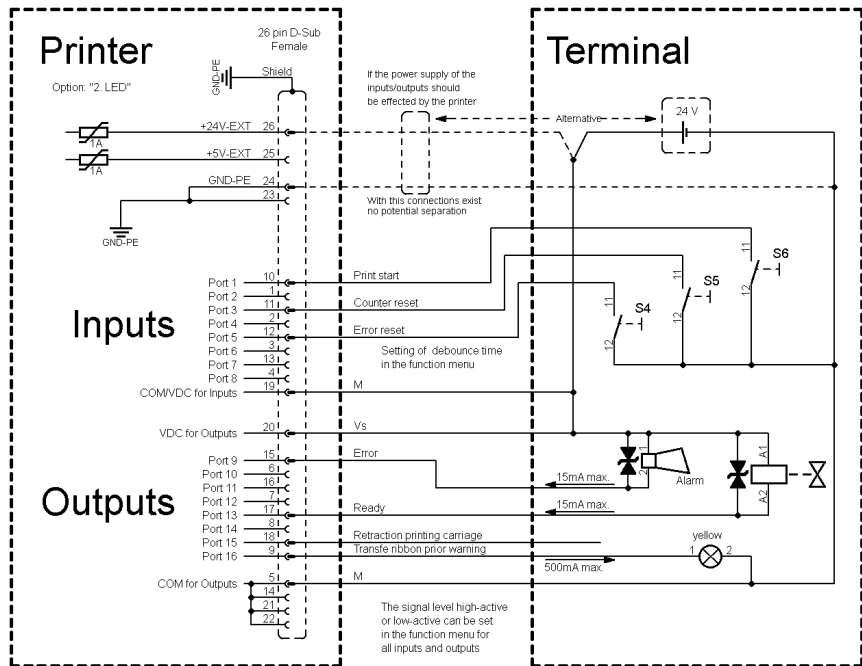 Printer
26 pin D-Sub
Female
Terminal
Option: "2. LED"
GND-PE
Shield
If the power supply of the
inputs/outputs should
be effected by the printer
Alternative
24 V
+24V-EXT 26
1A
+5V-EXT 25
1A
GND-PE 24
23
GND-PE
With this connections exist
no potential separation
Inputs
Port 1 10 Print start
Port 2 1
Port 3 11 Counter reset
Port 4 2
Port 5 12 Error reset
Port 6 3
Port 7 13
Port 8 4
COM/VDC for Inputs 19 M
Setting of debounce time
in the function menu
11
S6
12
11
S5
12
11
S4
12
VDC for Outputs 20 Vs
Outputs
Port 9 15 Error
Port 10 6
Port 11 16
Port 12 7
Port 13 17 Ready
Port 14 8
Port 15 18 Retraction printing carriage
Port 16 9 Transfe ribbon prior warning
COM for Outputs 5 M
14
21
22
15mA max.
15mA max.
500mA max.
1
2
Alarm
A1
A2
yellow
1 2
The signal level high-active
or low-active can be set
in the function menu for
all inputs and outputs